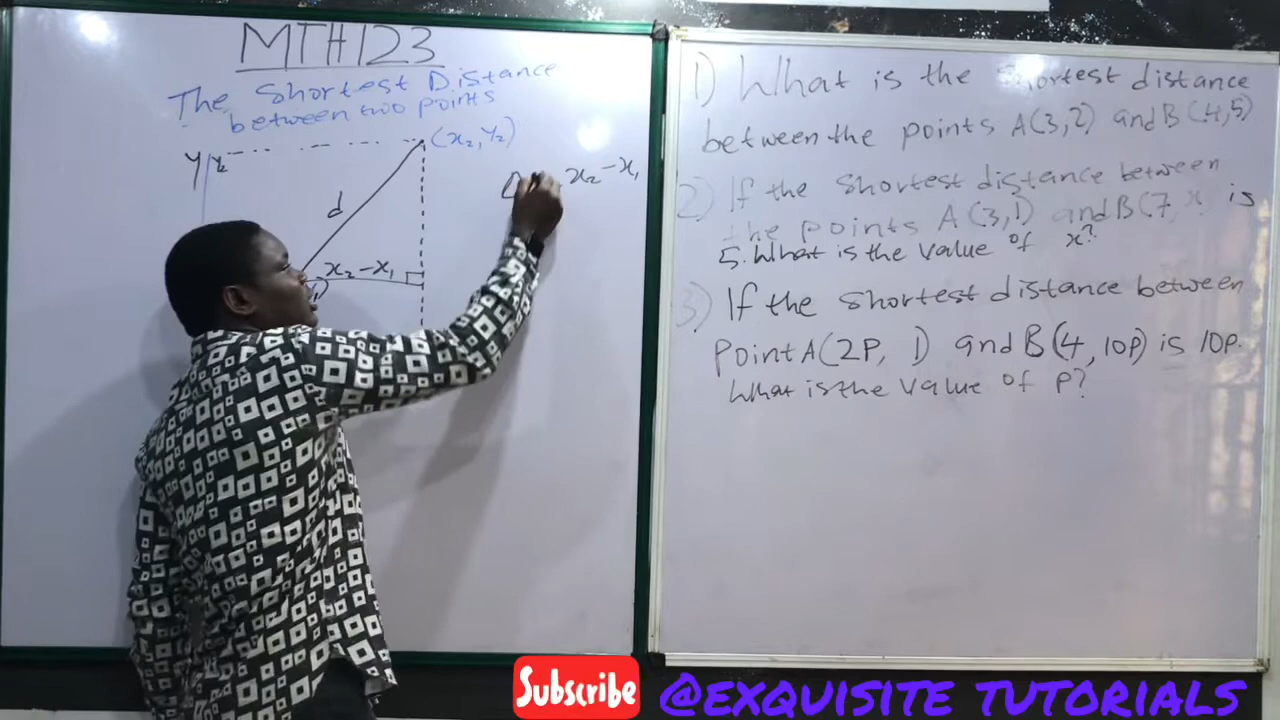 MTH123
The Shortest Distance
between two points
(x₂, y₂)
y y₂
d
x₂ - x₁
x₂ - x₁
1) What is the shortest distance
between the points A(3,2) and B(4,5)
2) If the shortest distance between
the points A(3,1) and B(7, x is
5. What is the value of x?
3) If the shortest distance between
Point A(2P, 1) and B(4, 10P) is 10P.
What is the value of P?
Subscribe @EXQUISITE TUTORIALS